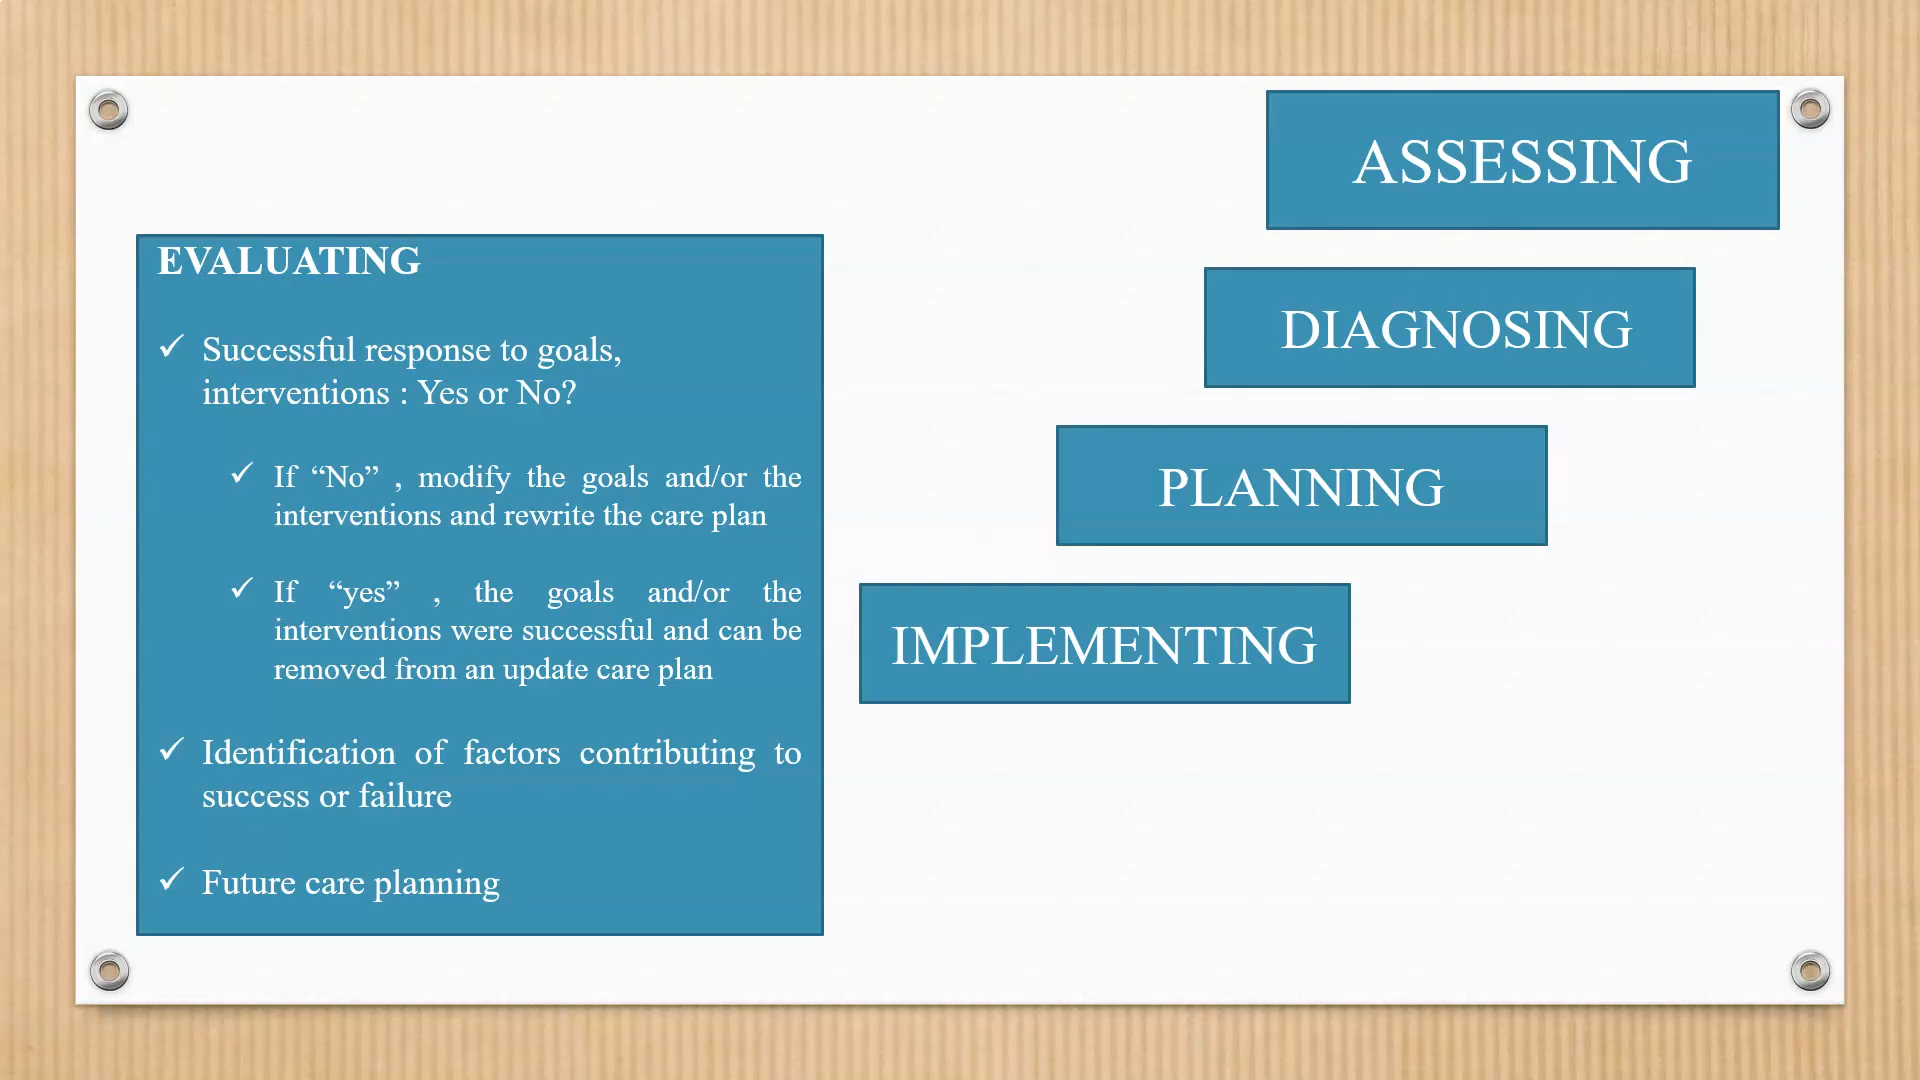 ASSESSING
EVALUATING
DIAGNOSING
Successful response to goals,
interventions : Yes or No?
If “No” , modify the goals and/or the
interventions and rewrite the care plan
PLANNING
If “yes” , the goals and/or the
interventions were successful and can be
removed from an update care plan
IMPLEMENTING
Identification of factors contributing to
success or failure
Future care planning